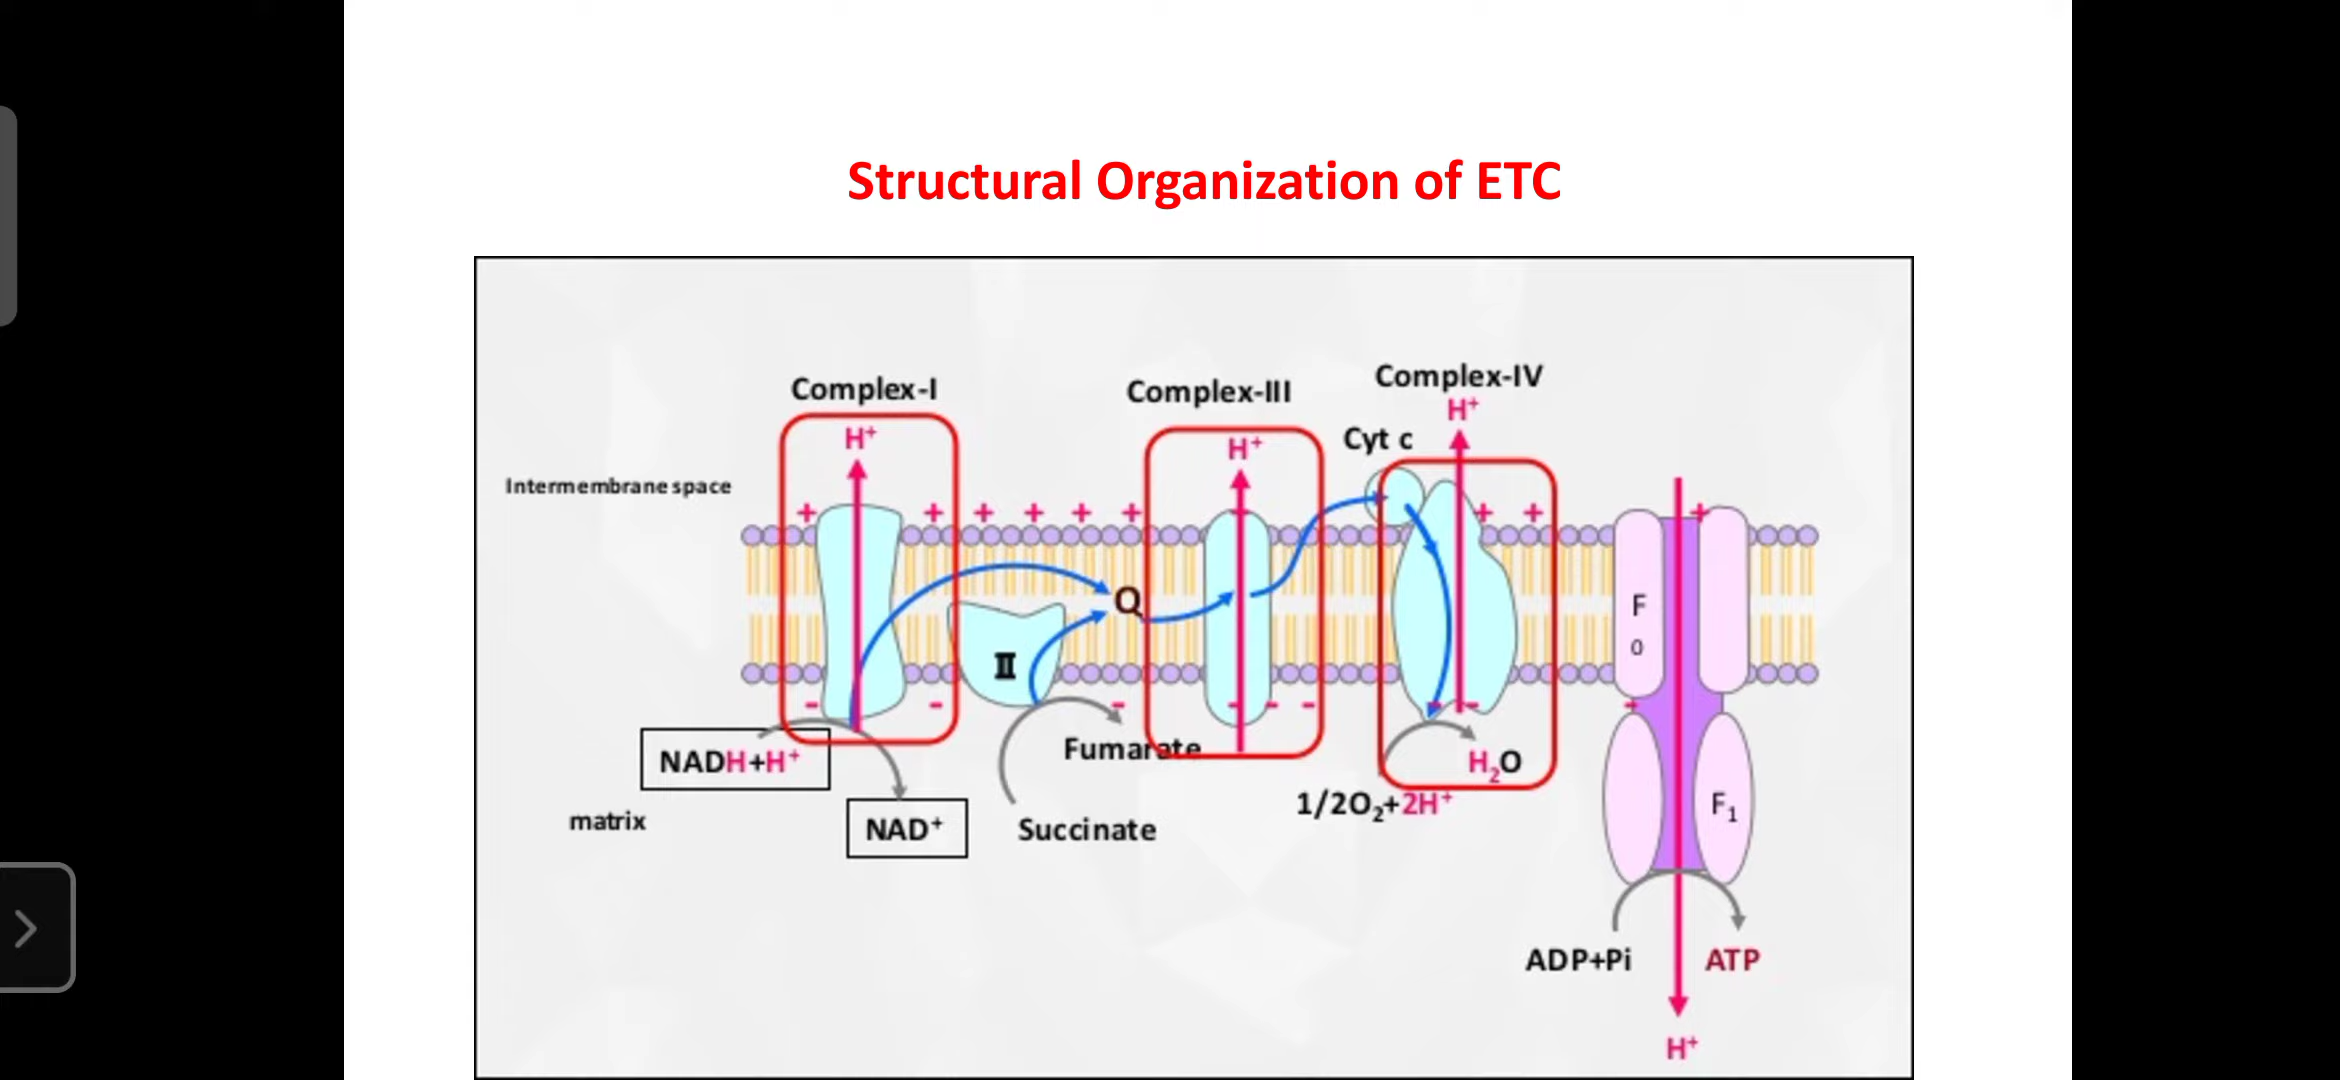 Structural Organization of ETC
Complex-I
Complex-III
Complex-IV
H⁺
H⁺
H⁺
Cyt c
Intermembrane space
+ + + + + + + + +
Q
F
0
II
- - - - - - - - -
NADH+H⁺
Fumarate
H₂O
1/2O₂+2H⁺
F₁
matrix
NAD⁺
Succinate
ADP+Pi
ATP
H⁺